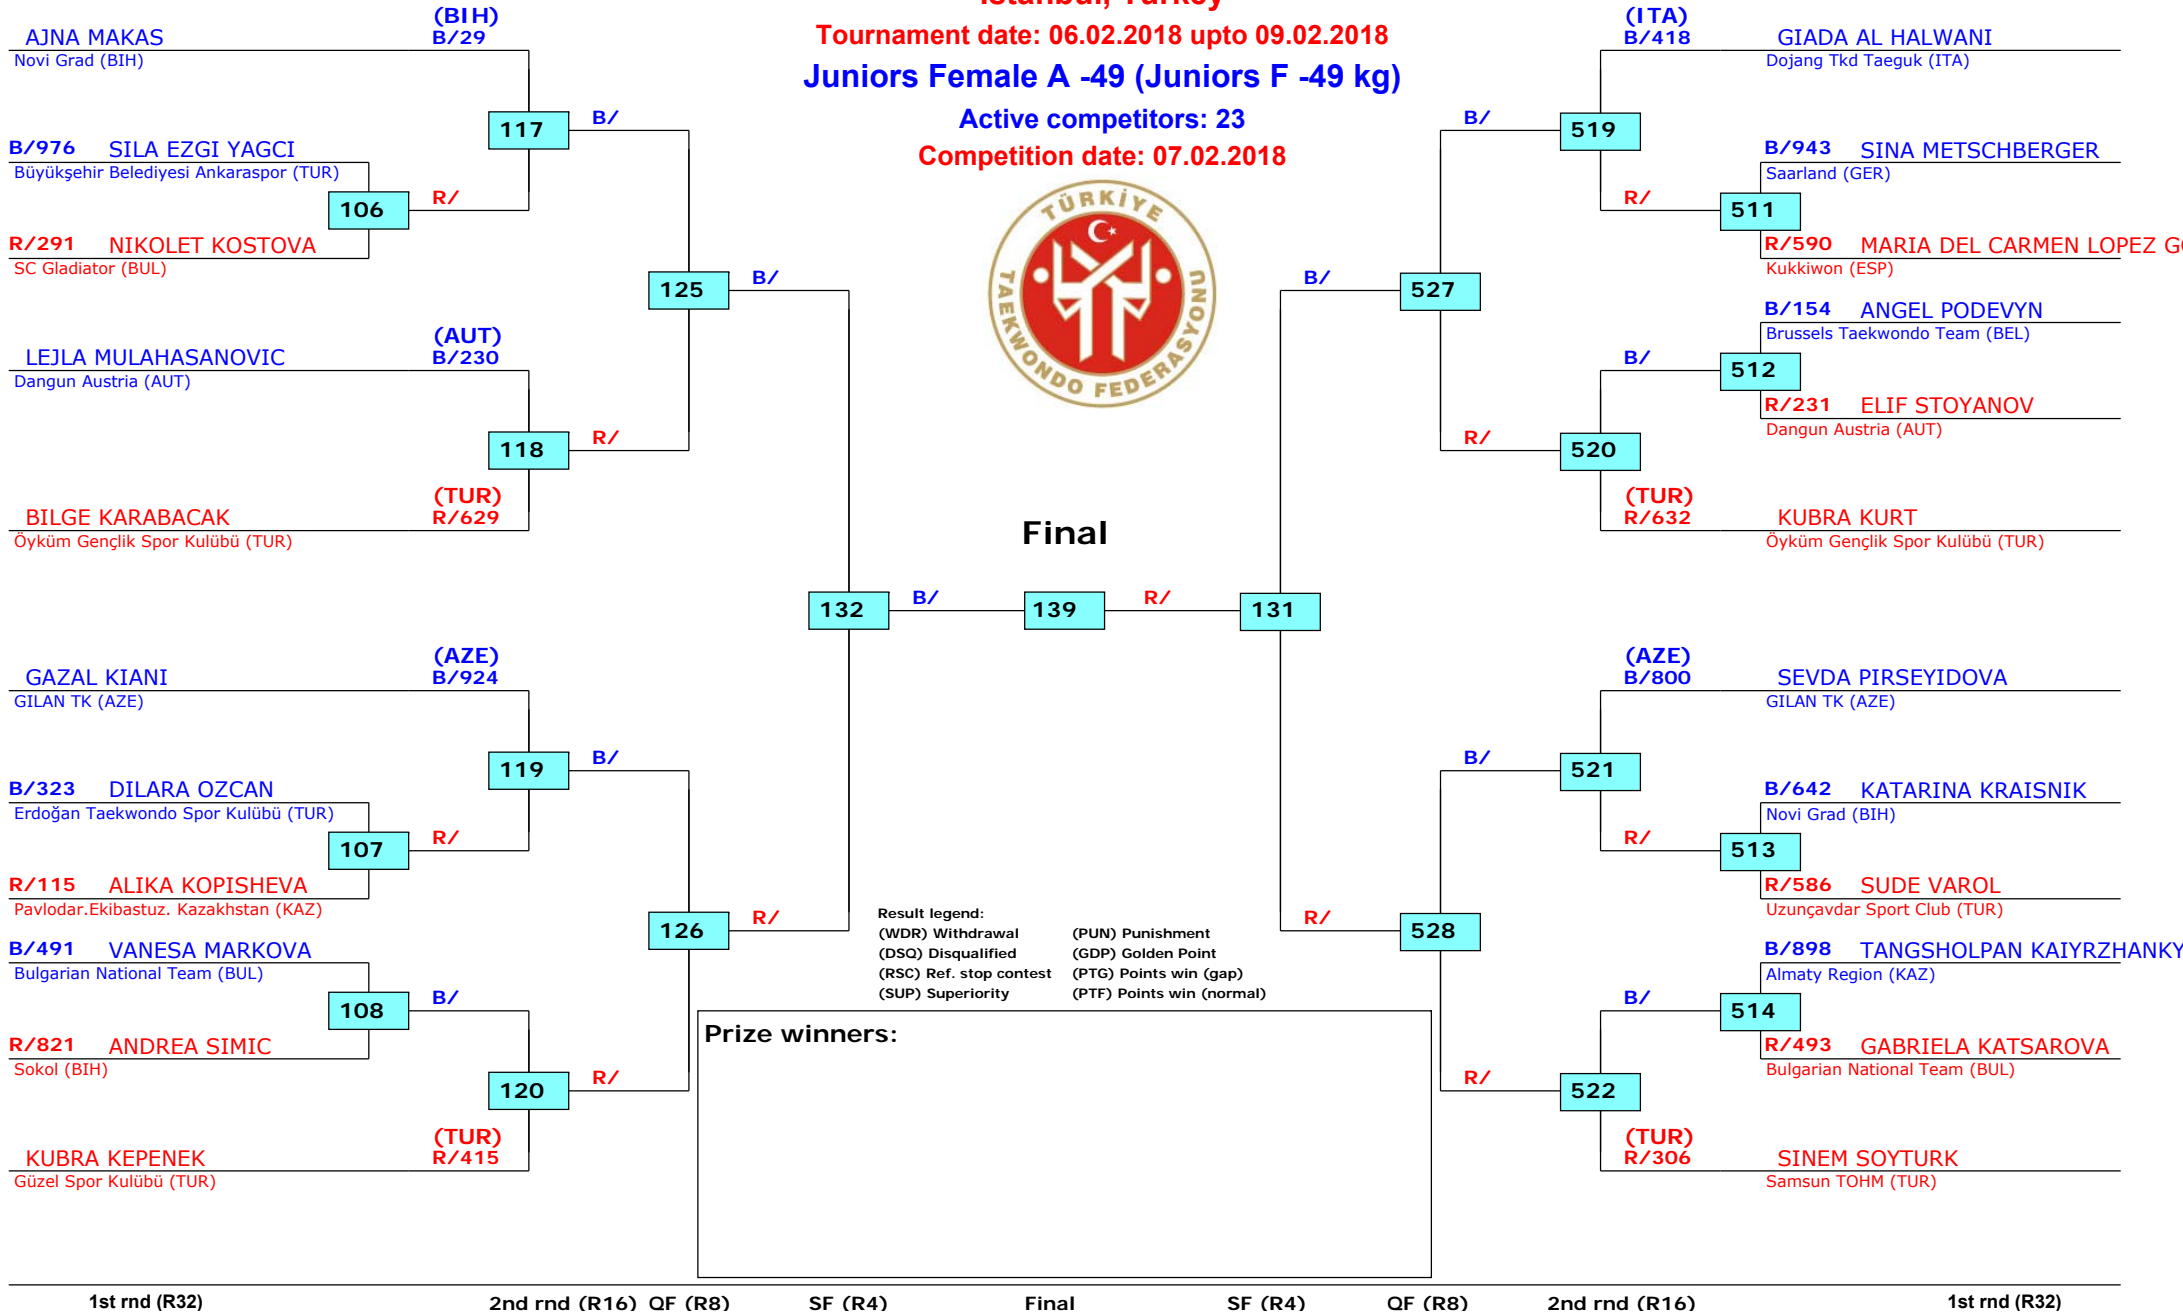 Istanbul, Turkey
Tournament date: 06.02.2018 upto 09.02.2018
Juniors Female A -49 (Juniors F -49 kg)
Active competitors: 23
Competition date: 07.02.2018
TÜRKİYE
TAEKWONDO FEDERASYONU
(BIH)
AJNA MAKAS B/29
Novi Grad (BIH)
117 B/
B/976 SILA EZGI YAGCI
Büyükşehir Belediyesi Ankaraspor (TUR)
106 R/
R/291 NIKOLET KOSTOVA
SC Gladiator (BUL)
125 B/
(AUT)
LEJLA MULAHASANOVIC B/230
Dangun Austria (AUT)
118 R/
(TUR)
BILGE KARABACAK R/629
Öyküm Gençlik Spor Kulübü (TUR)
132 B/
(AZE)
GAZAL KIANI B/924
GILAN TK (AZE)
119 B/
B/323 DILARA OZCAN
Erdoğan Taekwondo Spor Kulübü (TUR)
107 R/
R/115 ALIKA KOPISHEVA
Pavlodar.Ekibastuz. Kazakhstan (KAZ)
126 R/
B/491 VANESA MARKOVA
Bulgarian National Team (BUL)
108 B/
R/821 ANDREA SIMIC
Sokol (BIH)
120 R/
(TUR)
KUBRA KEPENEK R/415
Güzel Spor Kulübü (TUR)
Final
139
(ITA)
B/418 GIADA AL HALWANI
Dojang Tkd Taeguk (ITA)
B/ 519
B/943 SINA METSCHBERGER
Saarland (GER)
R/ 511
R/590 MARIA DEL CARMEN LOPEZ
Kukkiwon (ESP)
B/ 527
B/154 ANGEL PODEVYN
Brussels Taekwondo Team (BEL)
B/ 512
R/231 ELIF STOYANOV
Dangun Austria (AUT)
R/ 520
(TUR)
R/632 KUBRA KURT
Öyküm Gençlik Spor Kulübü (TUR)
R/ 131
(AZE)
B/800 SEVDA PIRSEYIDOVA
GILAN TK (AZE)
B/ 521
B/642 KATARINA KRAISNIK
Novi Grad (BIH)
R/ 513
R/586 SUDE VAROL
Uzunçavdar Sport Club (TUR)
R/ 528
B/898 TANGSHOLPAN KAIYRZHANKY
Almaty Region (KAZ)
B/ 514
R/493 GABRIELA KATSAROVA
Bulgarian National Team (BUL)
R/ 522
(TUR)
R/306 SINEM SOYTURK
Samsun TOHM (TUR)
Result legend:
(WDR) Withdrawal (PUN) Punishment
(DSQ) Disqualified (GDP) Golden Point
(RSC) Ref. stop contest (PTG) Points win (gap)
(SUP) Superiority (PTF) Points win (normal)
Prize winners:
1st rnd (R32) 2nd rnd (R16) QF (R8) SF (R4) Final SF (R4) QF (R8) 2nd rnd (R16) 1st rnd (R32)